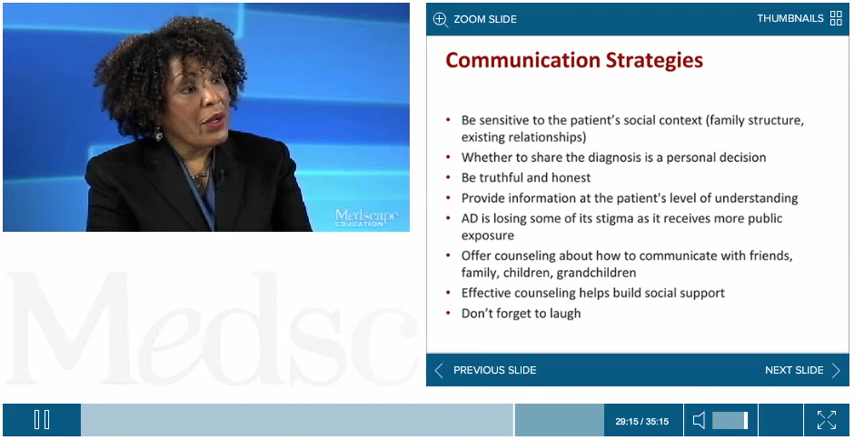 Medscape
EDUCATION
Medsc
ZOOM SLIDE
THUMBNAILS
Communication Strategies
• Be sensitive to the patient's social context (family structure,
existing relationships)
• Whether to share the diagnosis is a personal decision
• Be truthful and honest
• Provide information at the patient's level of understanding
• AD is losing some of its stigma as it receives more public
exposure
• Offer counseling about how to communicate with friends,
family, children, grandchildren
• Effective counseling helps build social support
• Don't forget to laugh
PREVIOUS SLIDE
NEXT SLIDE
29:15 / 35:15